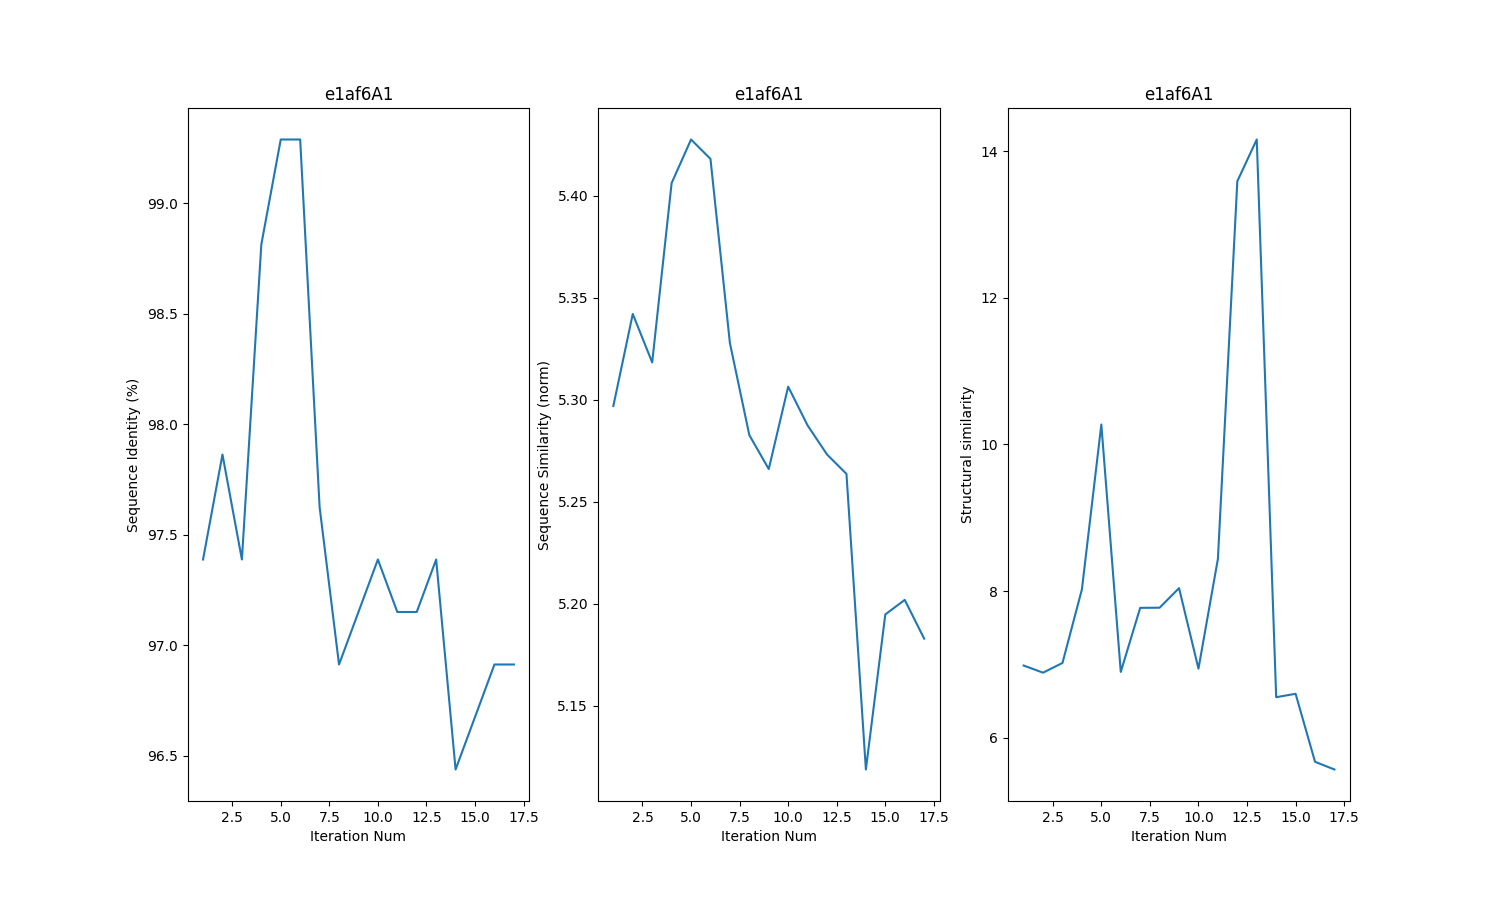 e1af6A1
99.0
98.5
98.0
97.5
97.0
96.5
Sequence Identity (%)
2.5 5.0 7.5 10.0 12.5 15.0 17.5
Iteration Num
e1af6A1
5.40
5.35
5.30
5.25
5.20
5.15
Sequence Similarity (norm)
2.5 5.0 7.5 10.0 12.5 15.0 17.5
Iteration Num
e1af6A1
14
12
10
8
6
Structural similarity
2.5 5.0 7.5 10.0 12.5 15.0 17.5
Iteration Num